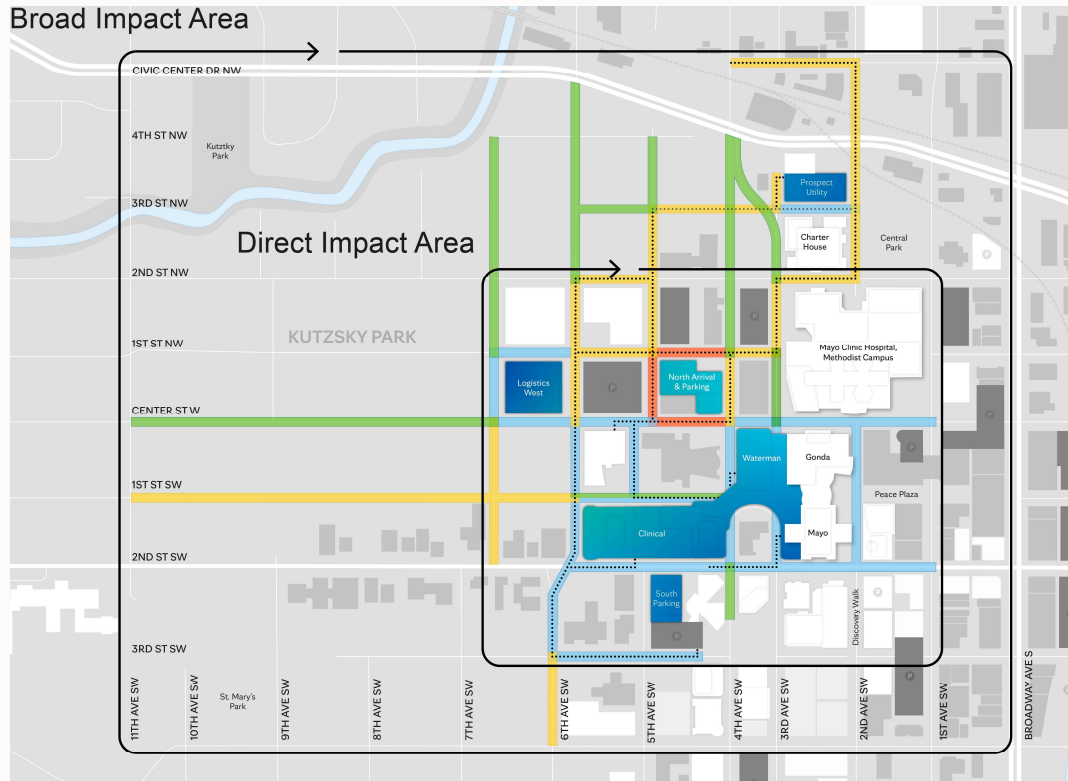 Broad Impact Area
CIVIC CENTER DR NW
4TH ST NW
Kutztky
Park
Prospect
Utility
3RD ST NW
Direct Impact Area
Charter
House
Central
Park
P
2ND ST NW
P
1ST ST NW
KUTZSKY PARK
Mayo Clinic Hospital,
Methodist Campus
Logistics
West
P
North Arrival
& Parking
CENTER ST W
P
P
Waterman
Gonda
1ST ST SW
Peace Plaza
Clinical
Mayo
2ND ST SW
South
Parking
P
P
Discovery Walk
3RD ST SW
P
St. Mary's
Park
11TH AVE SW
10TH AVE SW
9TH AVE SW
8TH AVE SW
7TH AVE SW
6TH AVE SW
5TH AVE SW
4TH AVE SW
3RD AVE SW
2ND AVE SW
1ST AVE SW
BROADWAY AVE S